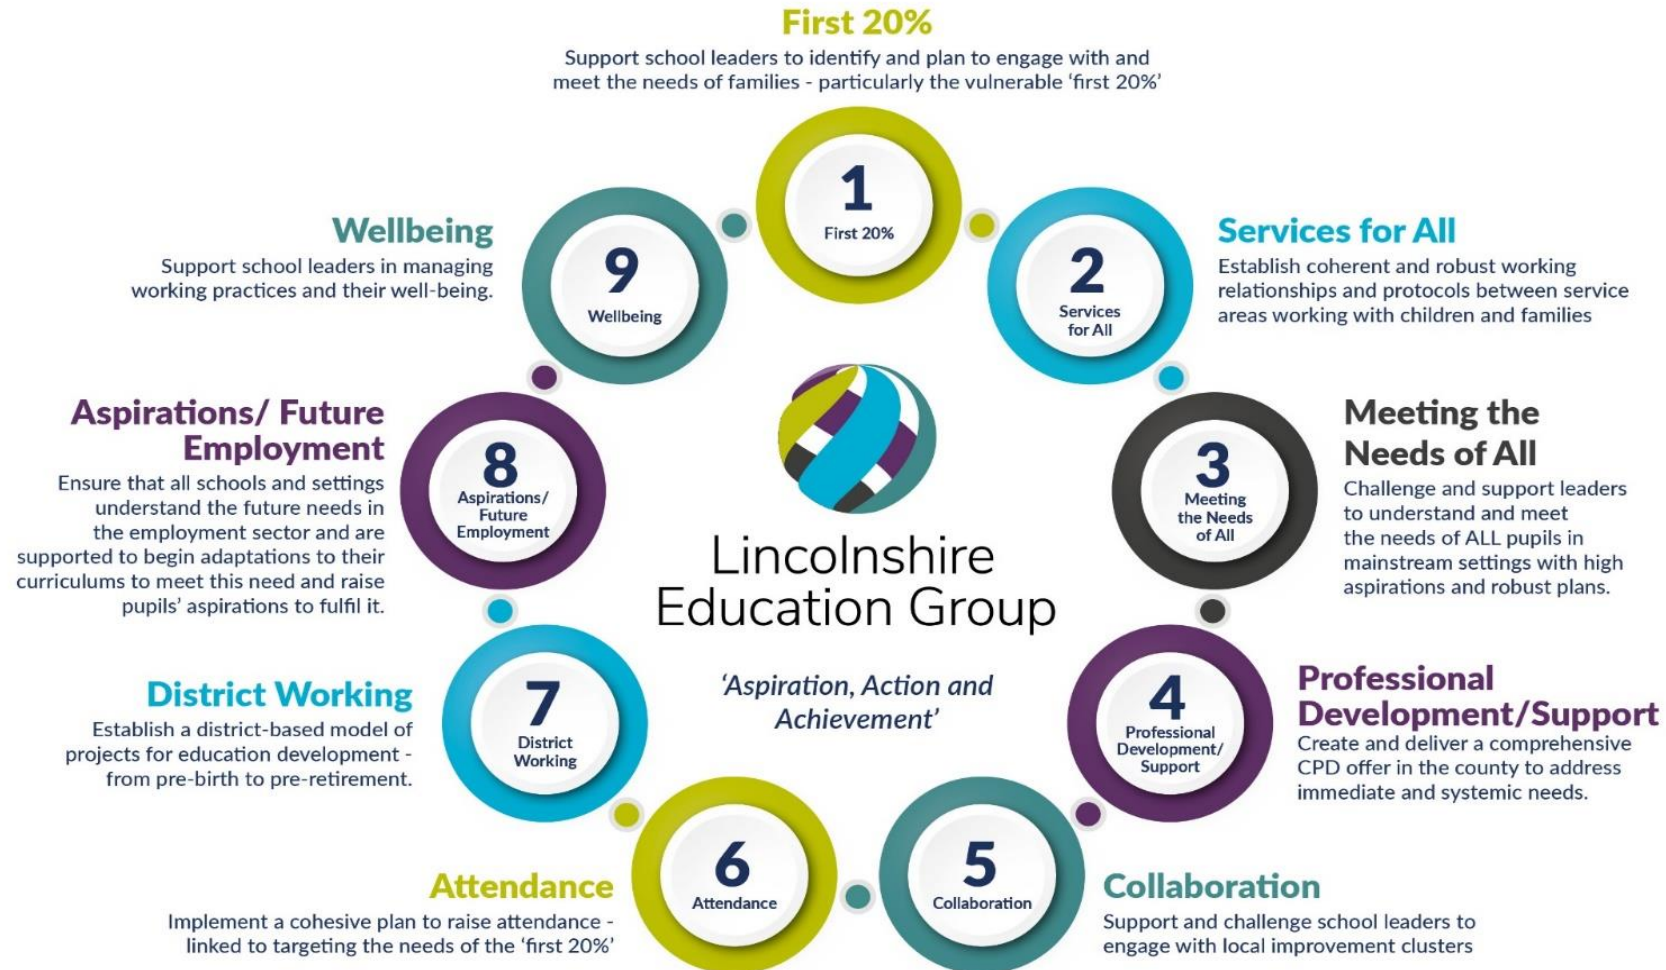 First 20%
Support school leaders to identify and plan to engage with and
meet the needs of families - particularly the vulnerable ‘first 20%’
1
First 20%
2
Services
for All
Services for All
Establish coherent and robust working
relationships and protocols between service
areas working with children and families
3
Meeting
the Needs
of All
Meeting the
Needs of All
Challenge and support leaders
to understand and meet
the needs of ALL pupils in
mainstream settings with high
aspirations and robust plans.
4
Professional
Development/
Support
Professional
Development/Support
Create and deliver a comprehensive
CPD offer in the county to address
immediate and systemic needs.
5
Collaboration
Collaboration
Support and challenge school leaders to
engage with local improvement clusters
6
Attendance
Attendance
Implement a cohesive plan to raise attendance -
linked to targeting the needs of the ‘first 20%’
7
District
Working
District Working
Establish a district-based model of
projects for education development -
from pre-birth to pre-retirement.
8
Aspirations/
Future
Employment
Aspirations/ Future
Employment
Ensure that all schools and settings
understand the future needs in
the employment sector and are
supported to begin adaptations to their
curriculums to meet this need and raise
pupils’ aspirations to fulfil it.
9
Wellbeing
Wellbeing
Support school leaders in managing
working practices and their well-being.
Lincolnshire
Education Group
‘Aspiration, Action and
Achievement’